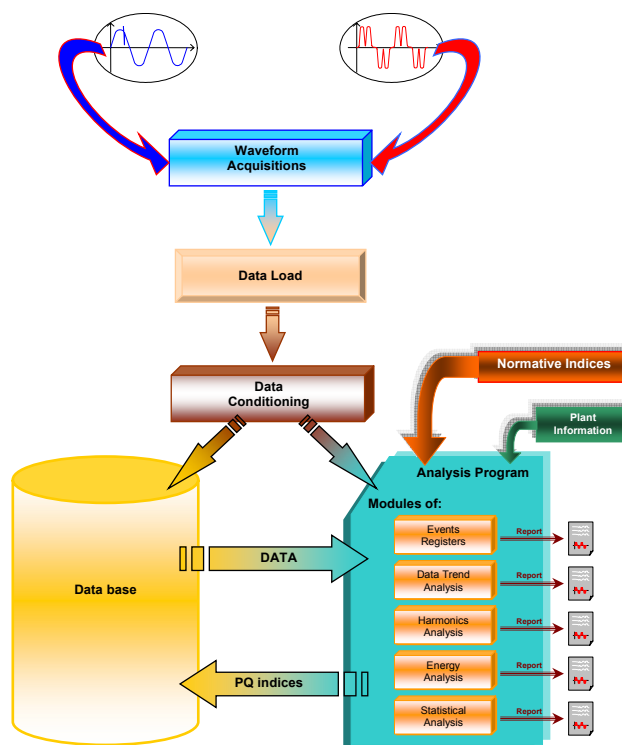 Waveform
Acquisitions
Data Load
Data
Conditioning
Normative Indices
Plant
Information
Analysis Program
Modules of:
Events
Registers
Report
DATA
Data Trend
Analysis
Report
Data base
Harmonics
Analysis
Report
Energy
Analysis
Report
PQ indices
Statistical
Analysis
Report